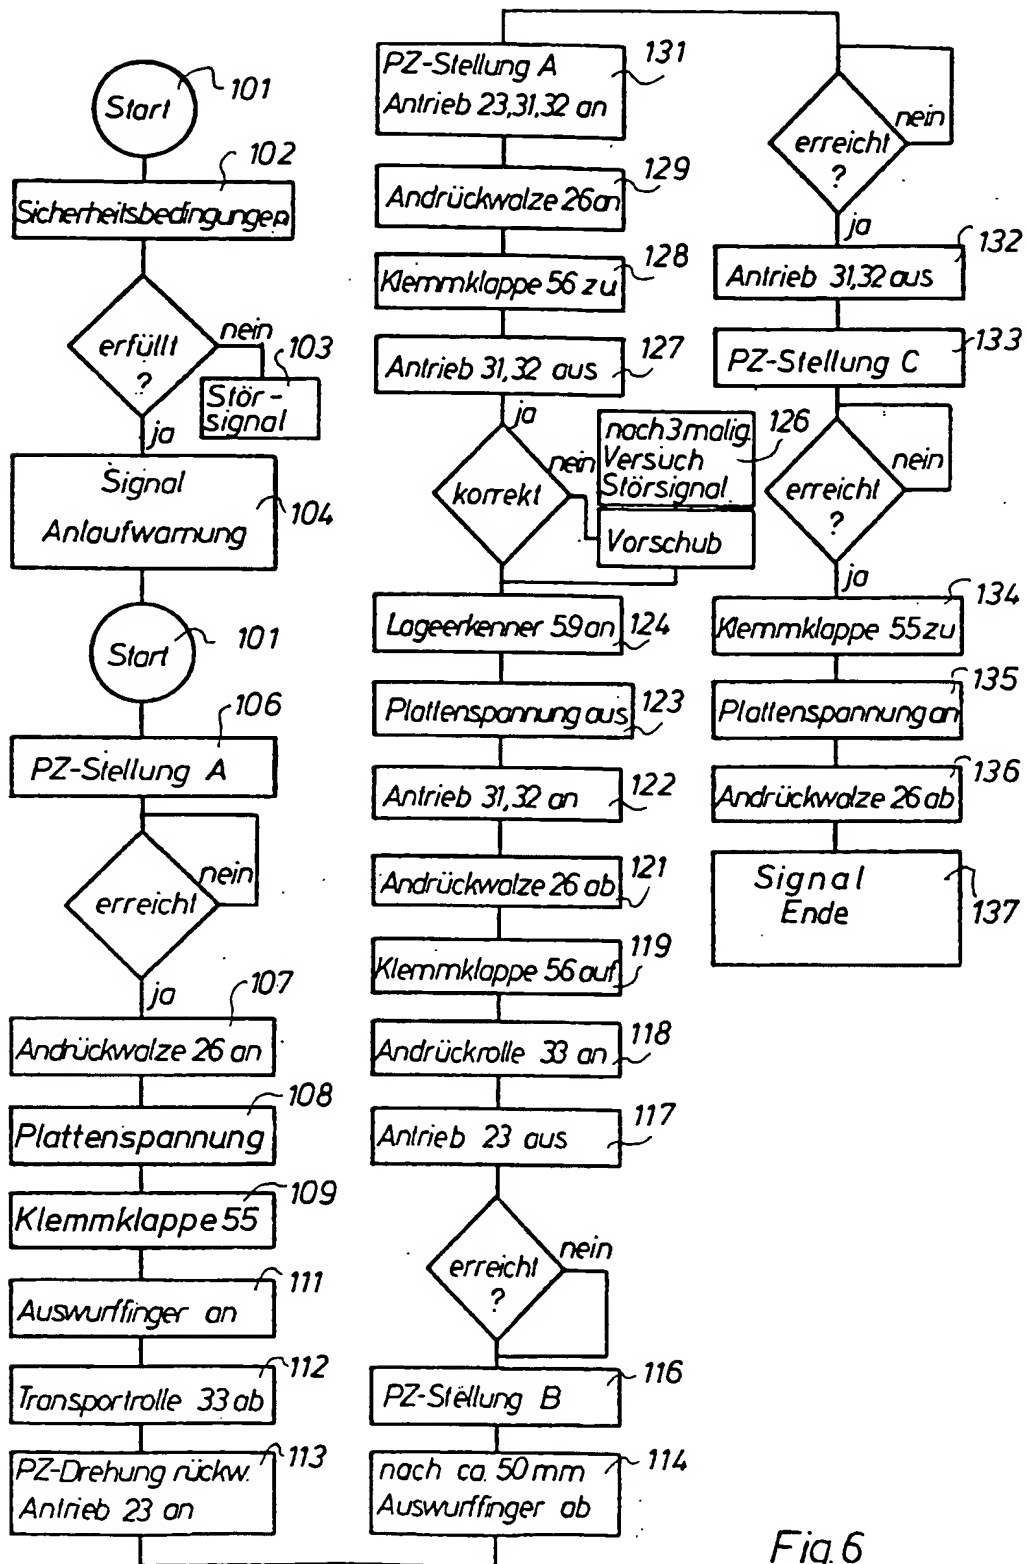 Start
101
102
Sicherheitsbedingungen
erfüllt
?
nein
103
Stör-
signal
ja
Signal
Anlaufwarnung
104
Start
101
106
PZ-Stellung A
nein
erreicht
ja
107
Andrückwalze 26 an
108
Plattenspannung
109
Klemmklappe 55
111
Auswurffinger an
112
Transportrolle 33 ab
113
PZ-Drehung rückw.
Antrieb 23 an
131
PZ-Stellung A
Antrieb 23,31,32 an
129
Andrückwalze 26 an
128
Klemmklappe 56 zu
127
Antrieb 31,32 aus
ja
korrekt
nein
nach 3 malig.
Versuch
Störsignal
126
Vorschub
Lageerkenner 59 an
124
Plattenspannung aus
123
Antrieb 31,32 an
122
Andrückwalze 26 ab
121
Klemmklappe 56 auf
119
Andrückrolle 33 an
118
Antrieb 23 aus
117
erreicht
?
nein
PZ-Stellung B
116
nach ca. 50 mm
Auswurffinger ab
114
erreicht
?
nein
ja
132
Antrieb 31,32 aus
133
PZ-Stellung C
erreicht
?
nein
ja
134
Klemmklappe 55 zu
135
Plattenspannung an
136
Andrückwalze 26 ab
Signal
Ende
137
Fig. 6